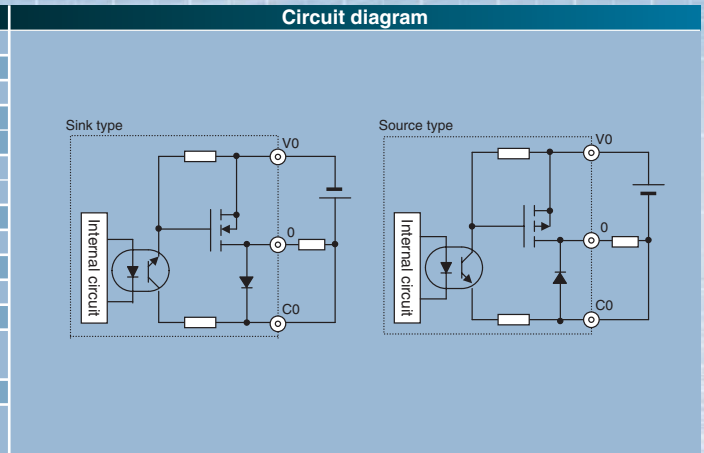 Circuit diagram
Sink type
V0
Internal circuit
0
C0
Source type
V0
Internal circuit
0
C0